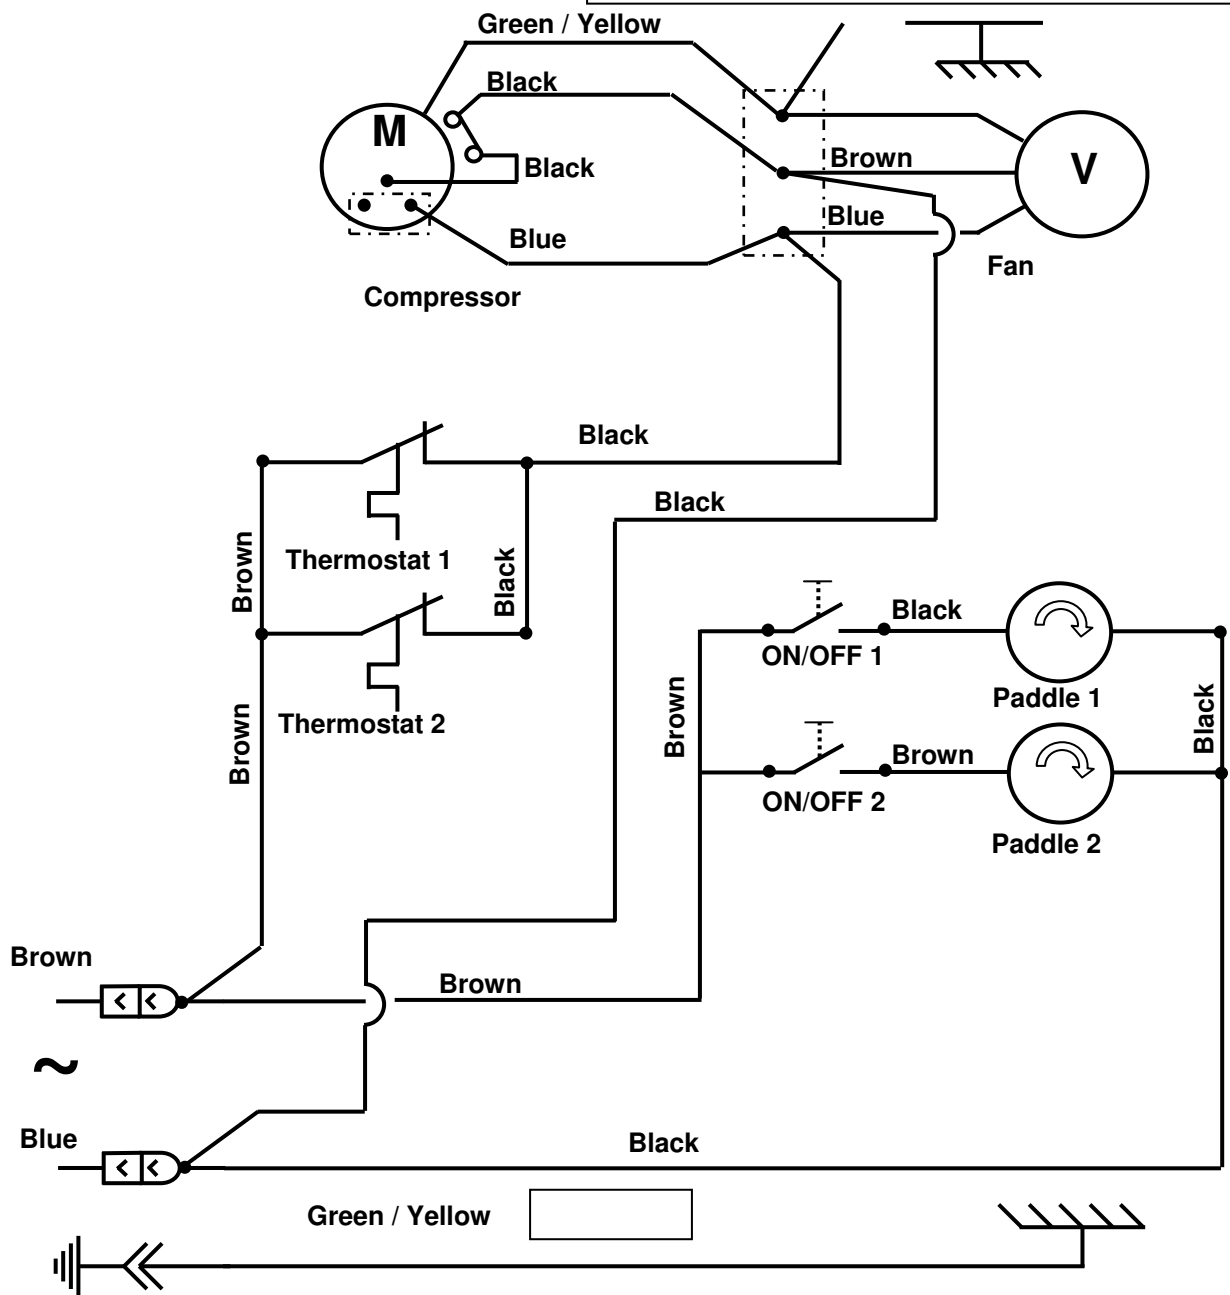 Green / Yellow
Black
M
Black
Brown
V
Blue
Blue
Fan
Compressor
Black
Black
Brown
Thermostat 1
Black
Black
ON/OFF 1
Paddle 1
Brown
Black
Brown
Thermostat 2
Brown
ON/OFF 2
Paddle 2
Brown
Brown
~
Blue
Black
Green / Yellow